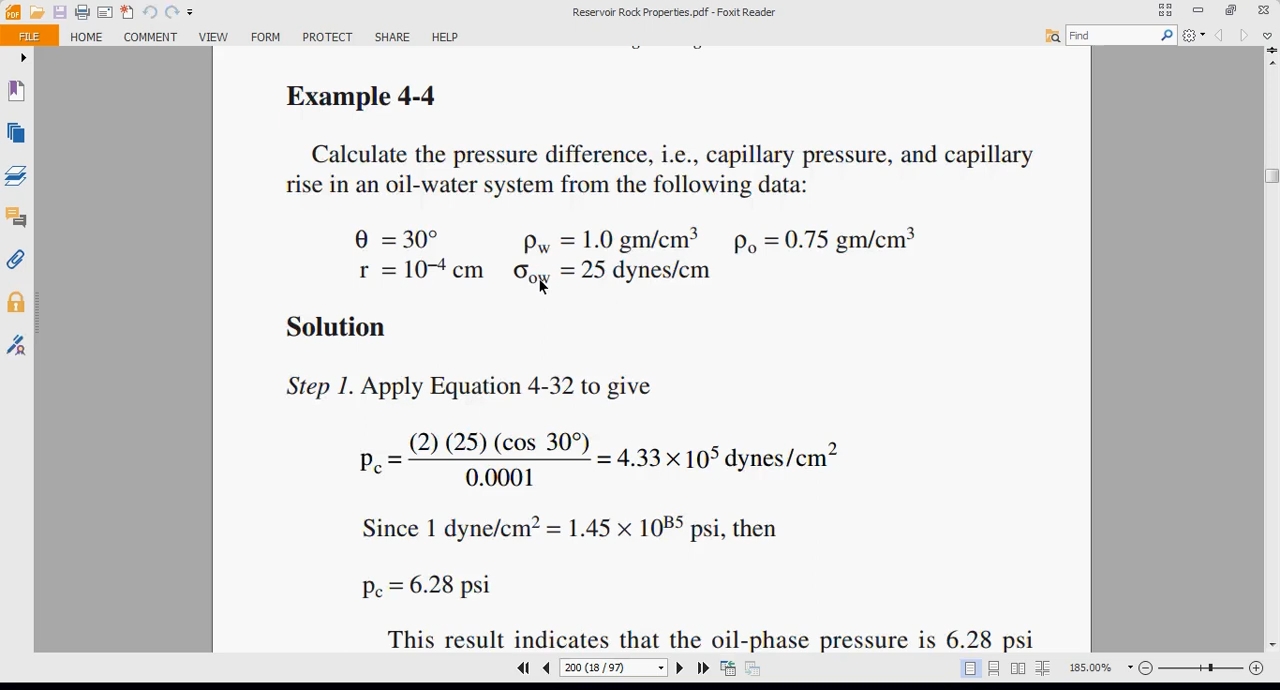 Reservoir Rock Properties.pdf - Foxit Reader
FILE HOME COMMENT VIEW FORM PROTECT SHARE HELP
Find
Example 4-4
Calculate the pressure difference, i.e., capillary pressure, and capillary
rise in an oil-water system from the following data:
θ = 30° ρw = 1.0 gm/cm³ ρo = 0.75 gm/cm³
r = 10⁻⁴ cm σow = 25 dynes/cm
Solution
Step 1. Apply Equation 4-32 to give
pc = (2) (25) (cos 30°) / 0.0001 = 4.33 × 10⁵ dynes/cm²
Since 1 dyne/cm² = 1.45 × 10^B5 psi, then
pc = 6.28 psi
This result indicates that the oil-phase pressure is 6.28 psi
200 (18 / 97)
185.00%